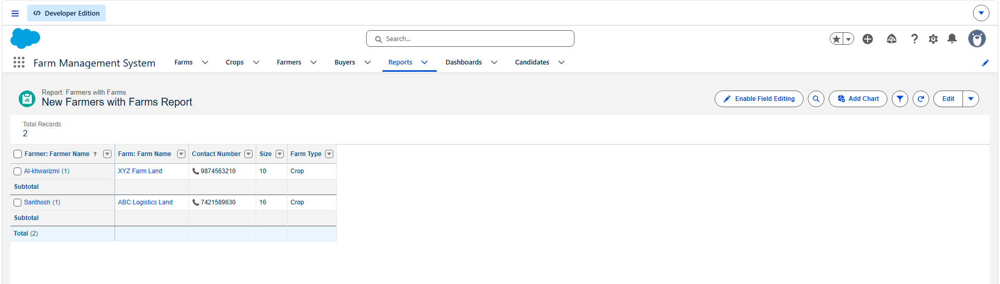 Developer Edition
Search...
Farm Management System Farms Crops Farmers Buyers Reports Dashboards Candidates
Report: Farmers with Farms
New Farmers with Farms Report
Enable Field Editing Add Chart Edit
Total Records
2
Farmer: Farmer Name ↑ Farm: Farm Name Contact Number Size Farm Type
Al-khwarizmi (1) XYZ Farm Land 9874563210 10 Crop
Subtotal
Santhosh (1) ABC Logistics Land 7421589630 16 Crop
Subtotal
Total (2)